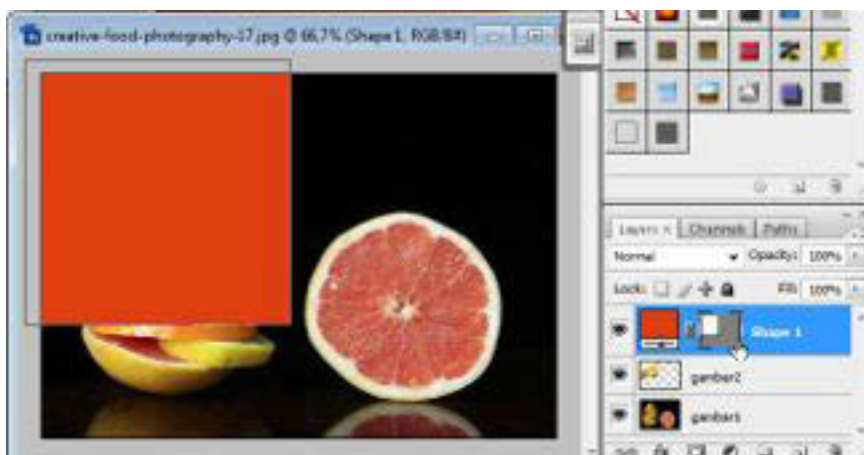 creative-food-photography-17.jpg @ 66,7% (Shape 1, RGB/8#)
Layers × Channels Paths
Normal Opacity: 100%
Lock: Fill: 100%
Shape 1
gambar2
gambar1